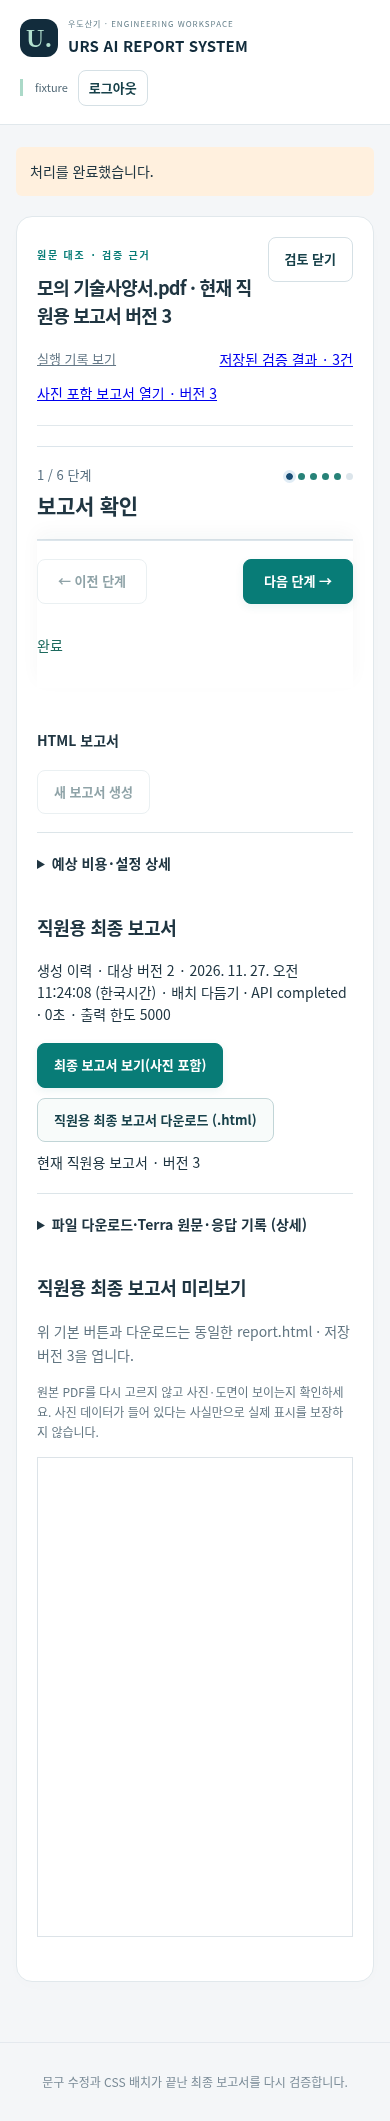 우도산기 · ENGINEERING WORKSPACE
U.
URS AI REPORT SYSTEM
fixture
로그아웃
처리를 완료했습니다.
원문 대조 · 검증 근거
검토 닫기
모의 기술사양서.pdf · 현재 직
원용 보고서 버전 3
실행 기록 보기
저장된 검증 결과 · 3건
사진 포함 보고서 열기 · 버전 3
1 / 6 단계
보고서 확인
← 이전 단계
다음 단계 →
완료
HTML 보고서
새 보고서 생성
▶ 예상 비용·설정 상세
직원용 최종 보고서
생성 이력 · 대상 버전 2 · 2026. 11. 27. 오전
11:24:08 (한국시간) · 배치 다듬기 · API completed
· 0초 · 출력 한도 5000
최종 보고서 보기(사진 포함)
직원용 최종 보고서 다운로드 (.html)
현재 직원용 보고서 · 버전 3
▶ 파일 다운로드·Terra 원문·응답 기록 (상세)
직원용 최종 보고서 미리보기
위 기본 버튼과 다운로드는 동일한 report.html · 저장
버전 3을 엽니다.
원본 PDF를 다시 고르지 않고 사진·도면이 보이는지 확인하세
요. 사진 데이터가 들어 있다는 사실만으로 실제 표시를 보장하
지 않습니다.
문구 수정과 CSS 배치가 끝난 최종 보고서를 다시 검증합니다.